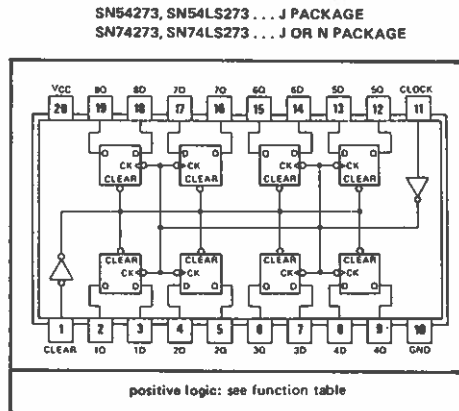 SN54273, SN54LS273 . . . J PACKAGE
SN74273, SN74LS273 . . . J OR N PACKAGE
VCC 8Q 8D 7D 7Q 6Q 6D 5D 5Q CLOCK
20 19 18 17 16 15 14 13 12 11
Q D D Q Q D D Q
CK CK CK CK
CLEAR CLEAR CLEAR CLEAR
CLEAR CLEAR CLEAR CLEAR
CK CK CK CK
Q D D Q Q D D Q
1 2 3 4 5 6 7 8 9 10
CLEAR 1Q 1D 2D 2Q 3Q 3D 4D 4Q GND
positive logic: see function table